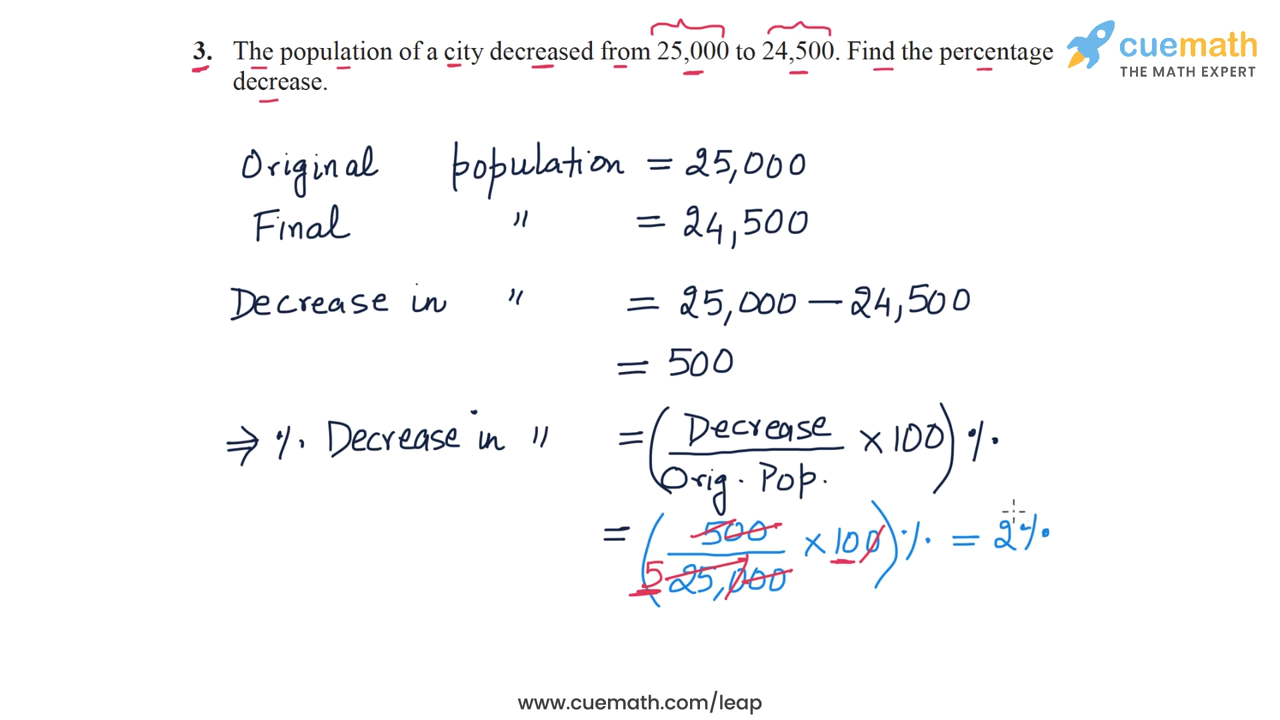 3. The population of a city decreased from 25,000 to 24,500. Find the percentage
decrease.
cuemath
THE MATH EXPERT
Original population = 25,000
Final " = 24,500
Decrease in " = 25,000 — 24,500
= 500
⇒ % Decrease in " = (Decrease / Orig. Pop. × 100) %
= (500 / 25,000 × 100) % = 2%
5
www.cuemath.com/leap